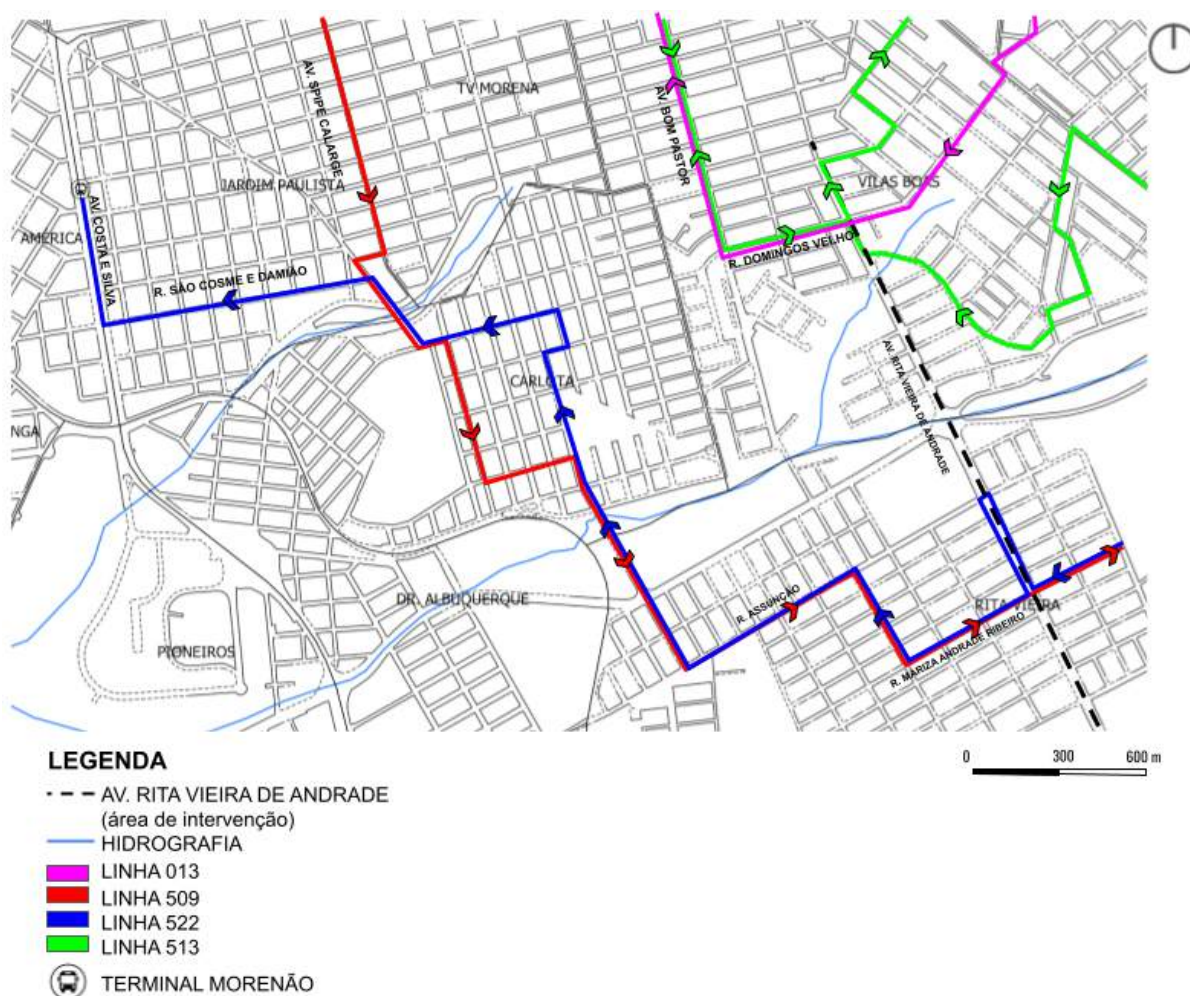 TV MORENA
AV. SPIPE CALARGE
AV. BOM PASTOR
JARDIM PAULISTA
VILAS BOAS
AMÉRICA
AV. COSTA E SILVA
R. DOMINGOS VELHO
R. SÃO COSME E DAMIÃO
CARLOTA
AV. RITA VIEIRA DE ANDRADE
NGA
DR. ALBUQUERQUE
R. ASSUNÇÃO
RITA VIEIRA
PIONEIROS
R. MARIZA ANDRADE RIBEIRO
LEGENDA
0 300 600 m
AV. RITA VIEIRA DE ANDRADE
(área de intervenção)
HIDROGRAFIA
LINHA 013
LINHA 509
LINHA 522
LINHA 513
TERMINAL MORENÃO